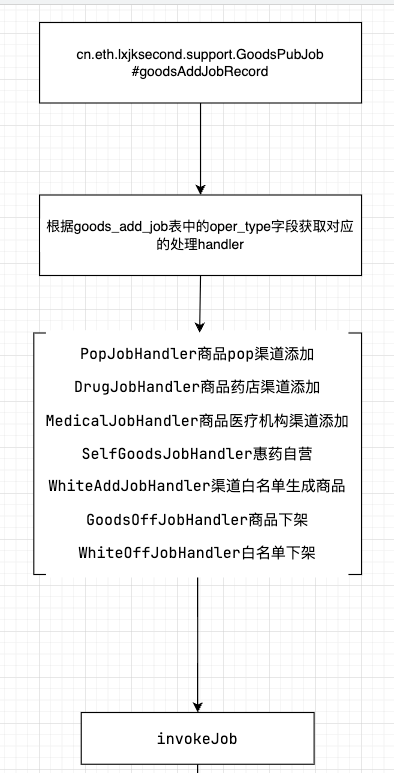 cn.eth.lxjksecond.support.GoodsPubJob
#goodsAddJobRecord
根据goods_add_job表中的oper_type字段获取对应
的处理handler
PopJobHandler商品pop渠道添加
DrugJobHandler商品药店渠道添加
MedicalJobHandler商品医疗机构渠道添加
SelfGoodsJobHandler惠药自营
WhiteAddJobHandler渠道白名单生成商品
GoodsOffJobHandler商品下架
WhiteOffJobHandler白名单下架
invokeJob